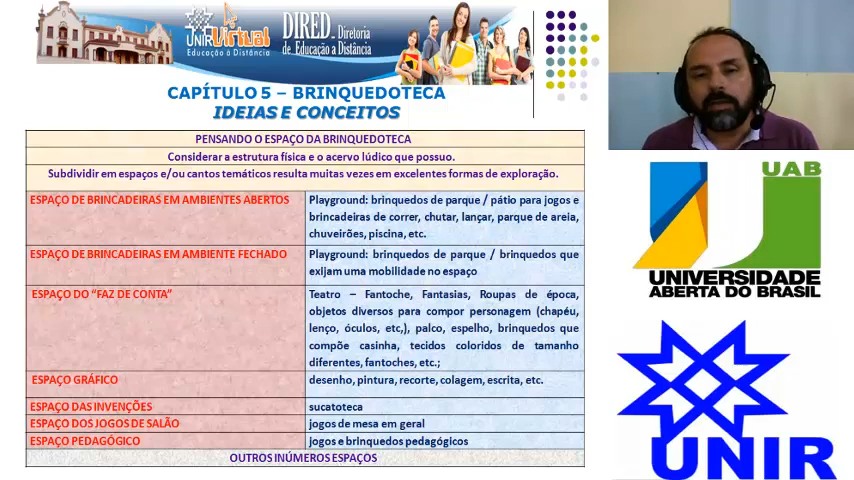 UNIR Virtual
Educação à Distância
DIRED – Diretoria
de Educação a Distância
CAPÍTULO 5 – BRINQUEDOTECA
IDEIAS E CONCEITOS
PENSANDO O ESPAÇO DA BRINQUEDOTECA
Considerar a estrutura física e o acervo lúdico que possuo.
Subdividir em espaços e/ou cantos temáticos resulta muitas vezes em excelentes formas de exploração.
ESPAÇO DE BRINCADEIRAS EM AMBIENTES ABERTOS
Playground: brinquedos de parque / pátio para jogos e
brincadeiras de correr, chutar, lançar, parque de areia,
chuveirões, piscina, etc.
ESPAÇO DE BRINCADEIRAS EM AMBIENTE FECHADO
Playground: brinquedos de parque / brinquedos que
exijam uma mobilidade no espaço
ESPAÇO DO “FAZ DE CONTA”
Teatro – Fantoche, Fantasias, Roupas de época,
objetos diversos para compor personagem (chapéu,
lenço, óculos, etc,), palco, espelho, brinquedos que
compõe casinha, tecidos coloridos de tamanho
diferentes, fantoches, etc.;
ESPAÇO GRÁFICO
desenho, pintura, recorte, colagem, escrita, etc.
ESPAÇO DAS INVENÇÕES
sucatoteca
ESPAÇO DOS JOGOS DE SALÃO
jogos de mesa em geral
ESPAÇO PEDAGÓGICO
jogos e brinquedos pedagógicos
OUTROS INÚMEROS ESPAÇOS
UAB
UNIVERSIDADE
ABERTA DO BRASIL
UNIR